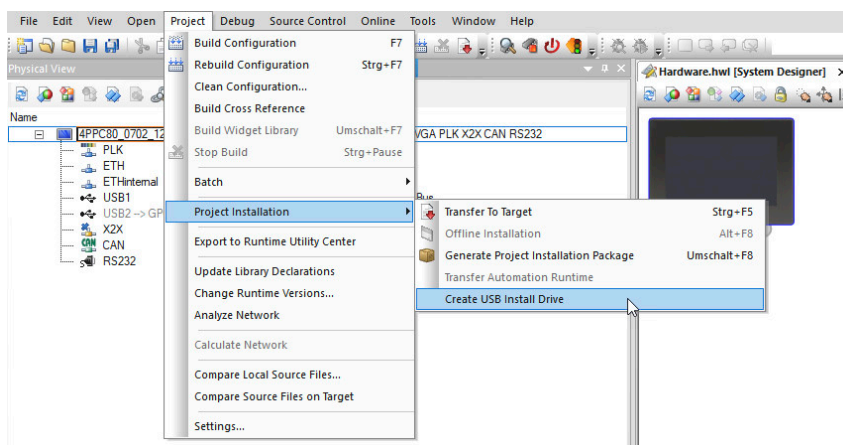 File Edit View Open Project Debug Source Control Online Tools Window Help
Physical View
Hardware.hwl [System Designer] X
Name
4PPC80_0702_12
VGA PLK X2X CAN RS232
PLK
ETH
ETHinternal
USB1
USB2 --> GP
X2X
CAN
RS232
Build Configuration F7
Rebuild Configuration Strg+F7
Clean Configuration...
Build Cross Reference
Build Widget Library Umschalt+F7
Stop Build Strg+Pause
Batch
Project Installation
Export to Runtime Utility Center
Update Library Declarations
Change Runtime Versions...
Analyze Network
Calculate Network
Compare Local Source Files...
Compare Source Files on Target
Settings...
Transfer To Target Strg+F5
Offline Installation Alt+F8
Generate Project Installation Package Umschalt+F8
Transfer Automation Runtime
Create USB Install Drive